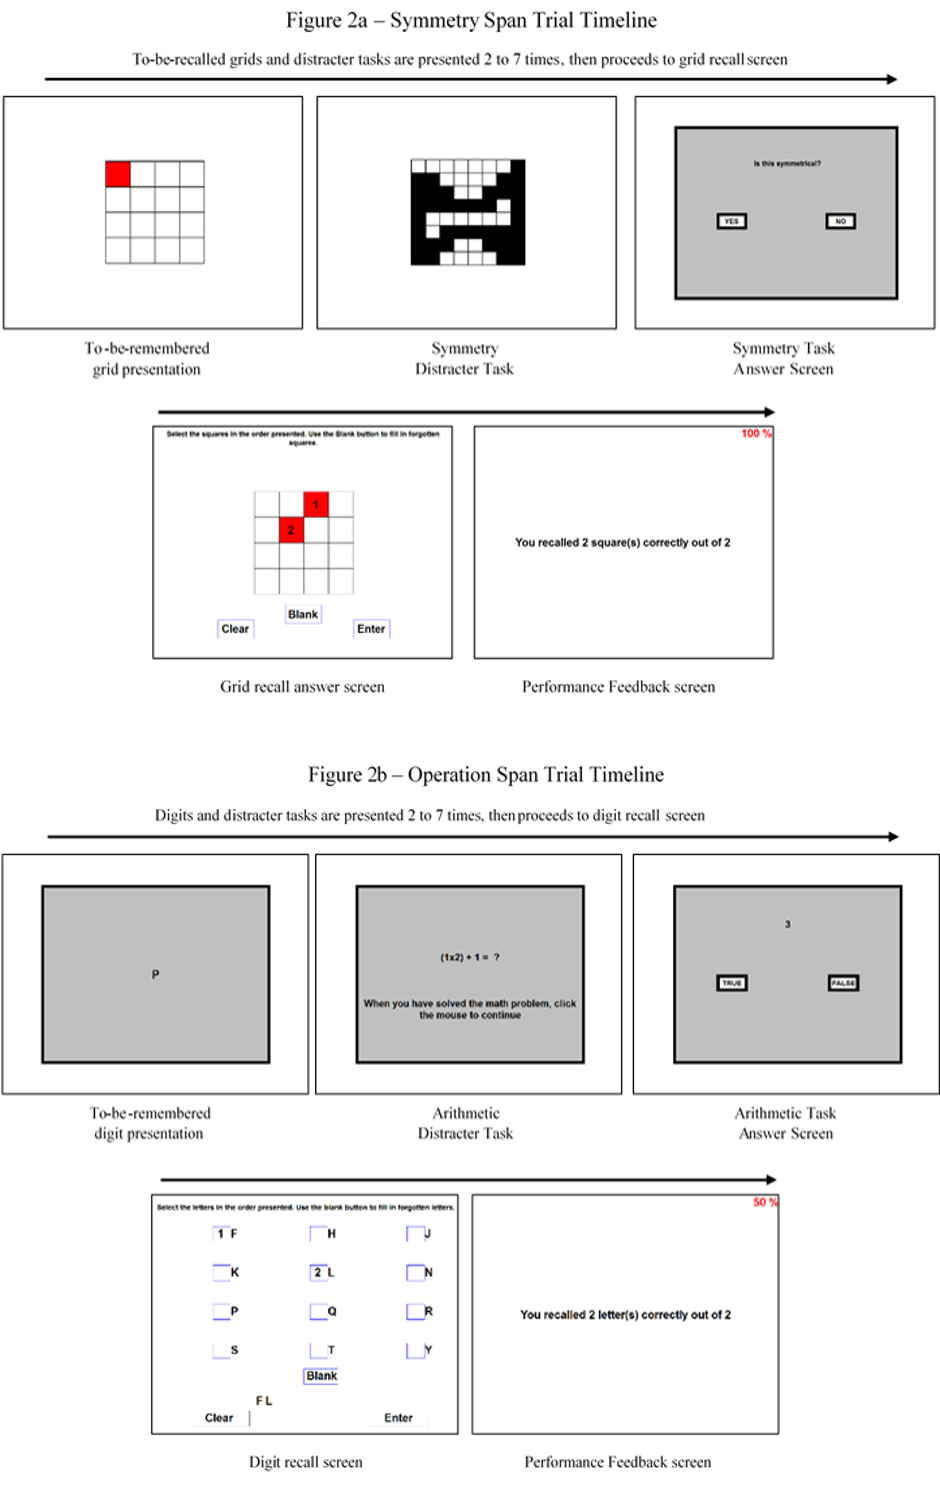 Figure 2a – Symmetry Span Trial Timeline
To-be-recalled grids and distracter tasks are presented 2 to 7 times, then proceeds to grid recall screen
Is this symmetrical?
YES
NO
To-be-remembered
grid presentation
Symmetry
Distracter Task
Symmetry Task
Answer Screen
Select the squares in the order presented. Use the Blank button to fill in forgotten
squares.
1
2
Blank
Clear
Enter
100 %
You recalled 2 square(s) correctly out of 2
Grid recall answer screen
Performance Feedback screen
Figure 2b – Operation Span Trial Timeline
Digits and distracter tasks are presented 2 to 7 times, then proceeds to digit recall screen
P
(1x2) + 1 = ?
When you have solved the math problem, click
the mouse to continue
3
TRUE
FALSE
To-be-remembered
digit presentation
Arithmetic
Distracter Task
Arithmetic Task
Answer Screen
Select the letters in the order presented. Use the blank button to fill in forgotten letters.
1 F H J
K 2 L N
P Q R
S T Y
Blank
F L
Clear
Enter
50 %
You recalled 2 letter(s) correctly out of 2
Digit recall screen
Performance Feedback screen